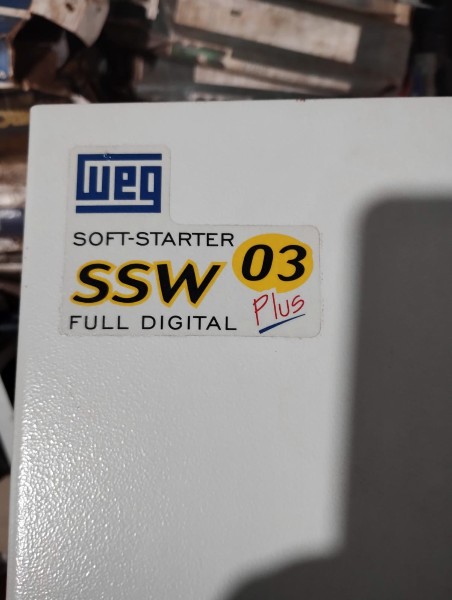 weg
SOFT-STARTER
SSW 03
Plus
FULL DIGITAL